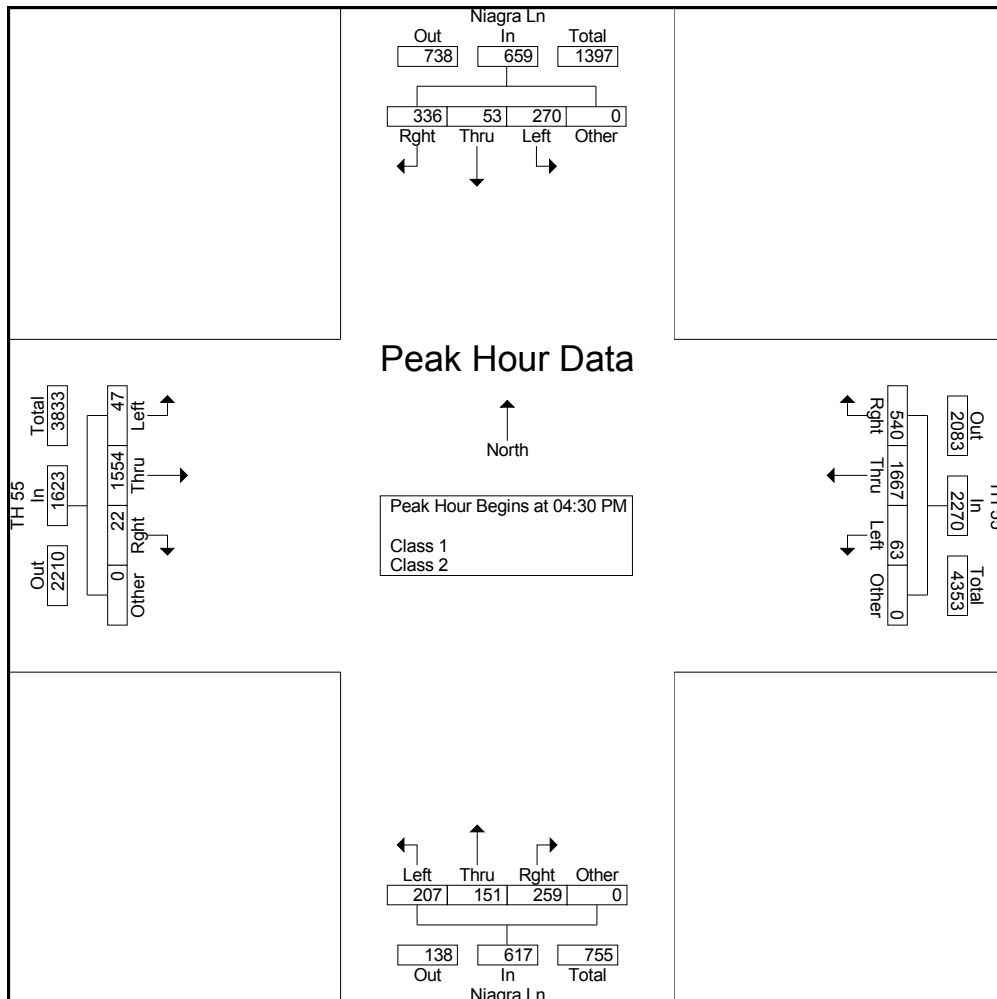 Niagra Ln
Out In Total
738 659 1397
336 53 270 0
Rght Thru Left Other
Peak Hour Data
North
Peak Hour Begins at 04:30 PM
Class 1
Class 2
TH 55
Out In Total
2210 1623 3833
47 1554 22 0
Left Thru Rght Other
TH 55
Out In Total
2083 2270 4353
540 1667 63 0
Rght Thru Left Other
Left Thru Rght Other
207 151 259 0
138 617 755
Out In Total
Niagra Ln